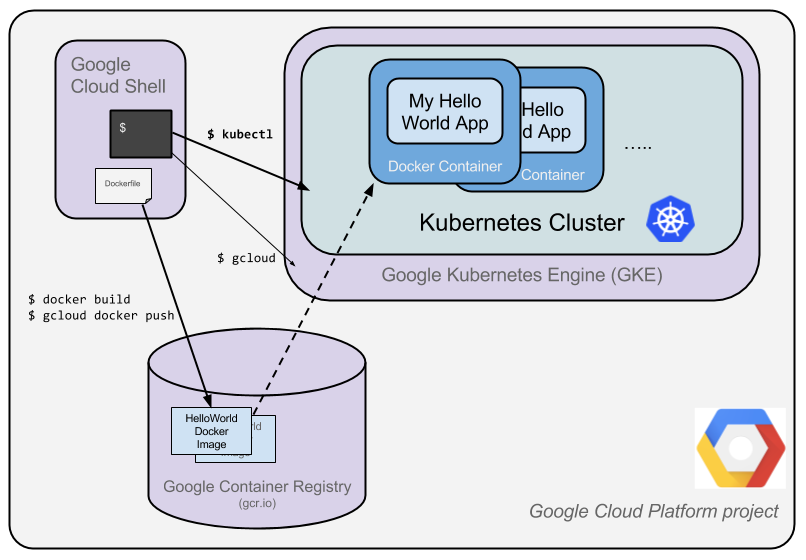 Google
Cloud Shell
$
Dockerfile
$ kubectl
$ gcloud
$ docker build
$ gcloud docker push
My Hello
World App
Docker Container
Hello
d App
Container
.....
Kubernetes Cluster
Google Kubernetes Engine (GKE)
HelloWorld
Docker
Image
rld
Google Container Registry
(gcr.io)
Google Cloud Platform project